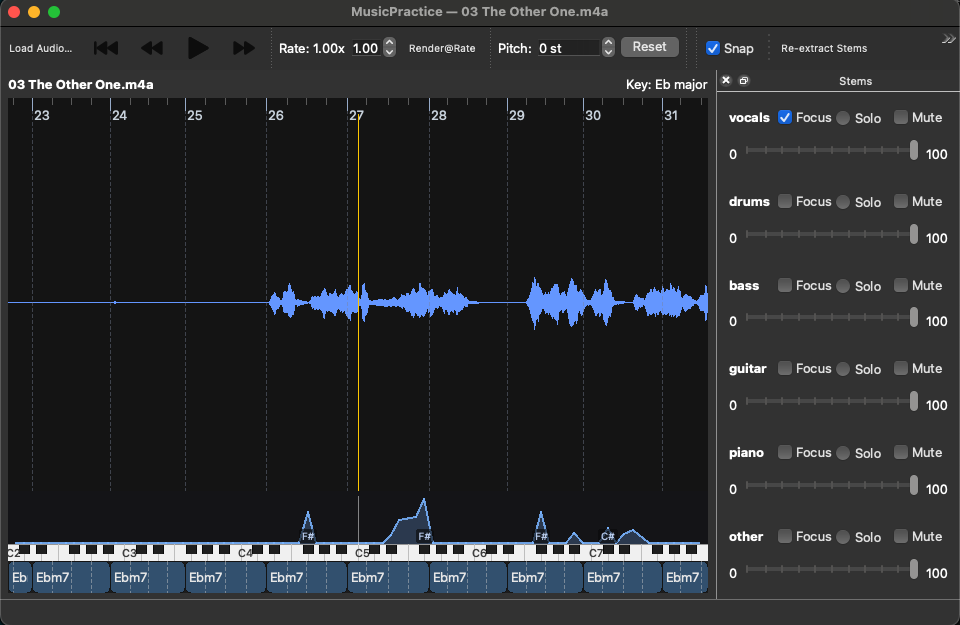 MusicPractice — 03 The Other One.m4a
Load Audio... Rate: 1.00x 1.00 Render@Rate Pitch: 0 st Reset Snap Re-extract Stems
03 The Other One.m4a Key: Eb major
Stems
23 24 25 26 27 28 29 30 31
vocals Focus Solo Mute
0 100
drums Focus Solo Mute
0 100
bass Focus Solo Mute
0 100
guitar Focus Solo Mute
0 100
piano Focus Solo Mute
0 100
other Focus Solo Mute
0 100
F# F# F# C#
C2 C3 C4 C5 C6 C7
Eb Ebm7 Ebm7 Ebm7 Ebm7 Ebm7 Ebm7 Ebm7 Ebm7 Ebm7